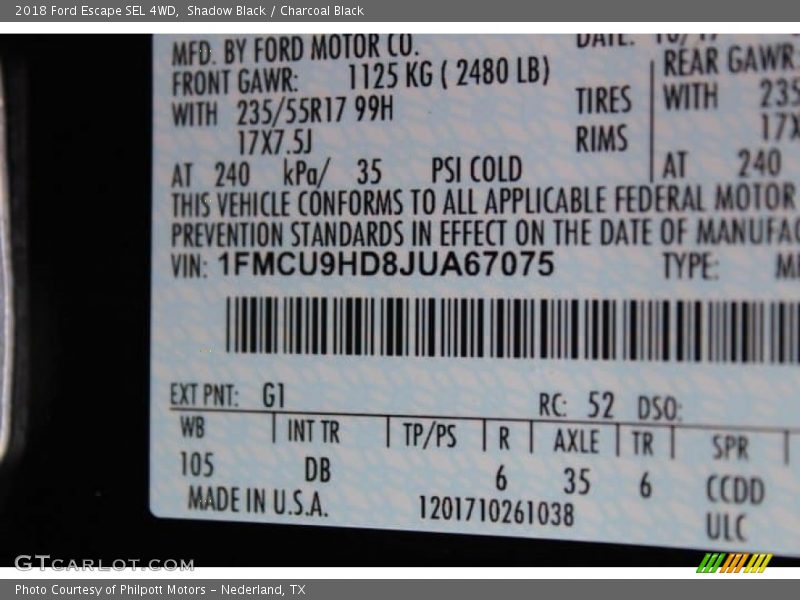 2018 Ford Escape SEL 4WD, Shadow Black / Charcoal Black
MFD. BY FORD MOTOR CO.
FRONT GAWR: 1125 KG ( 2480 LB) REAR GAWR
WITH 235/55R17 99H TIRES WITH 235
17X7.5J RIMS 17X
AT 240 kPa/ 35 PSI COLD AT 240
THIS VEHICLE CONFORMS TO ALL APPLICABLE FEDERAL MOTOR
PREVENTION STANDARDS IN EFFECT ON THE DATE OF MANUFAC
VIN: 1FMCU9HD8JUA67075 TYPE:
EXT PNT: G1 RC: 52 DSO:
WB INT TR TP/PS R AXLE TR SPR
105 DB 6 35 6 CCDD
MADE IN U.S.A. 1201710261038 ULC
GTCARLOT.COM
Photo Courtesy of Philpott Motors - Nederland, TX